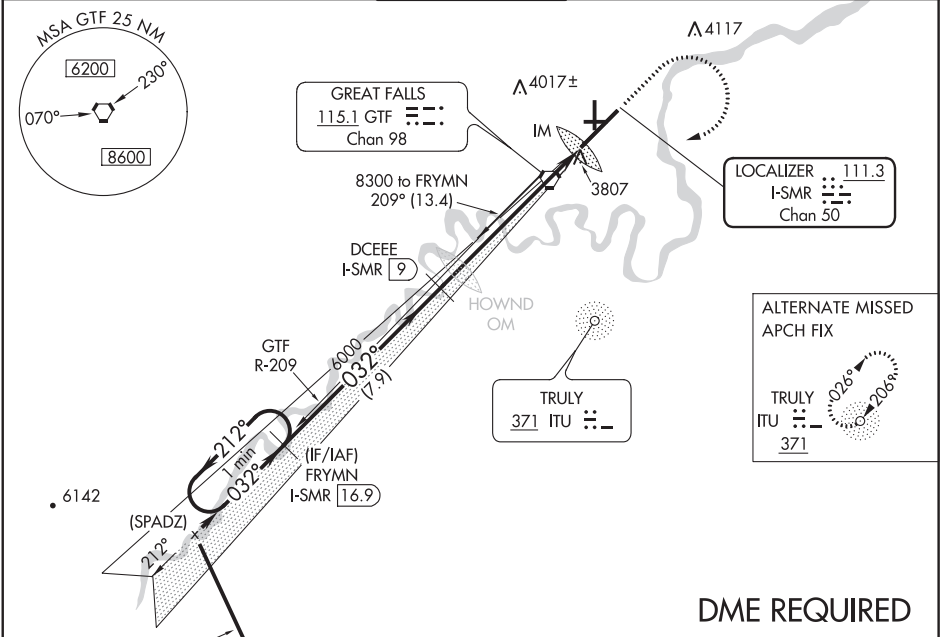 MSA GTF 25 NM
6200
230°
070°
8600
4117
4017±
GREAT FALLS
115.1 GTF
Chan 98
IM
3807
LOCALIZER 111.3
I-SMR
Chan 50
8300 to FRYMN
209° (13.4)
DCEEE
I-SMR 9
HOWND
OM
ALTERNATE MISSED
APCH FIX
TRULY
ITU
371
026°
206°
GTF
R-209
6000
032°
(7.9)
TRULY
371 ITU
212°
1 min
032°
(IF/IAF)
FRYMN
I-SMR 16.9
6142
(SPADZ)
212°
DME REQUIRED